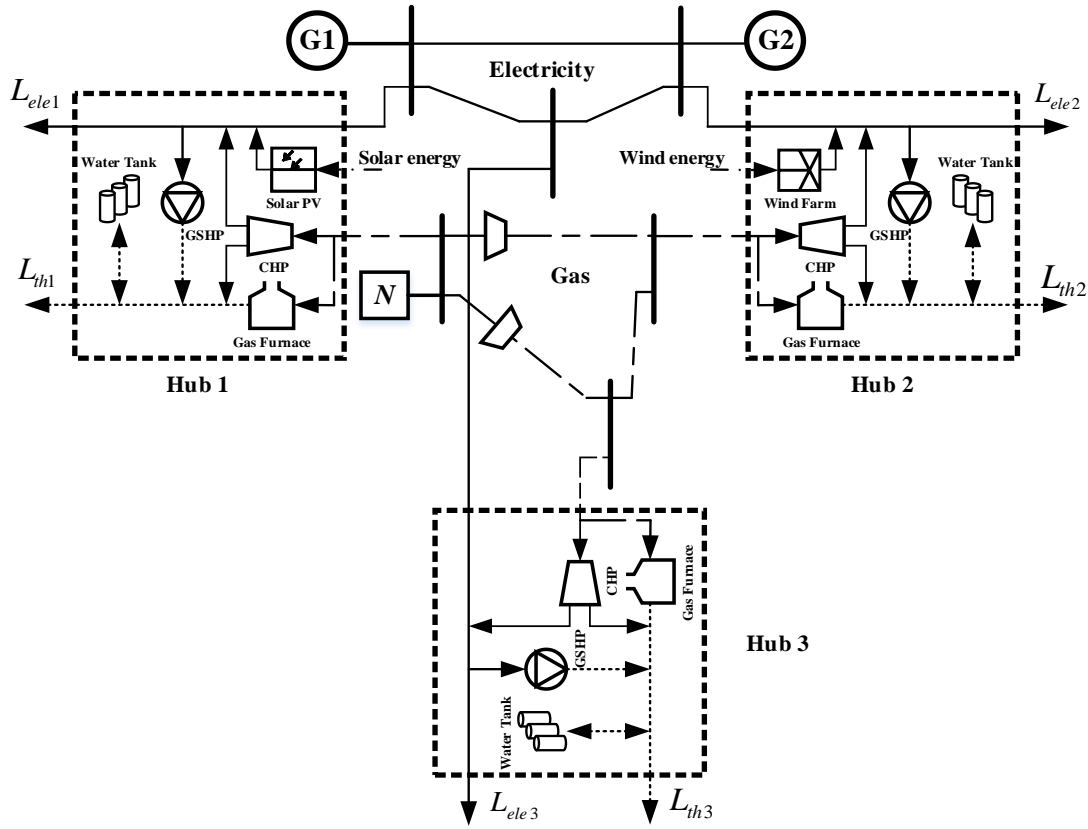 G1
G2
Electricity
L_ele1
L_ele2
Water Tank
Solar energy
Wind energy
Water Tank
Solar PV
Wind Farm
GSHP
GSHP
CHP
CHP
Gas
L_th1
L_th2
N
Gas Furnace
Gas Furnace
Hub 1
Hub 2
CHP
Gas Furnace
GSHP
Hub 3
Water Tank
L_ele3
L_th3